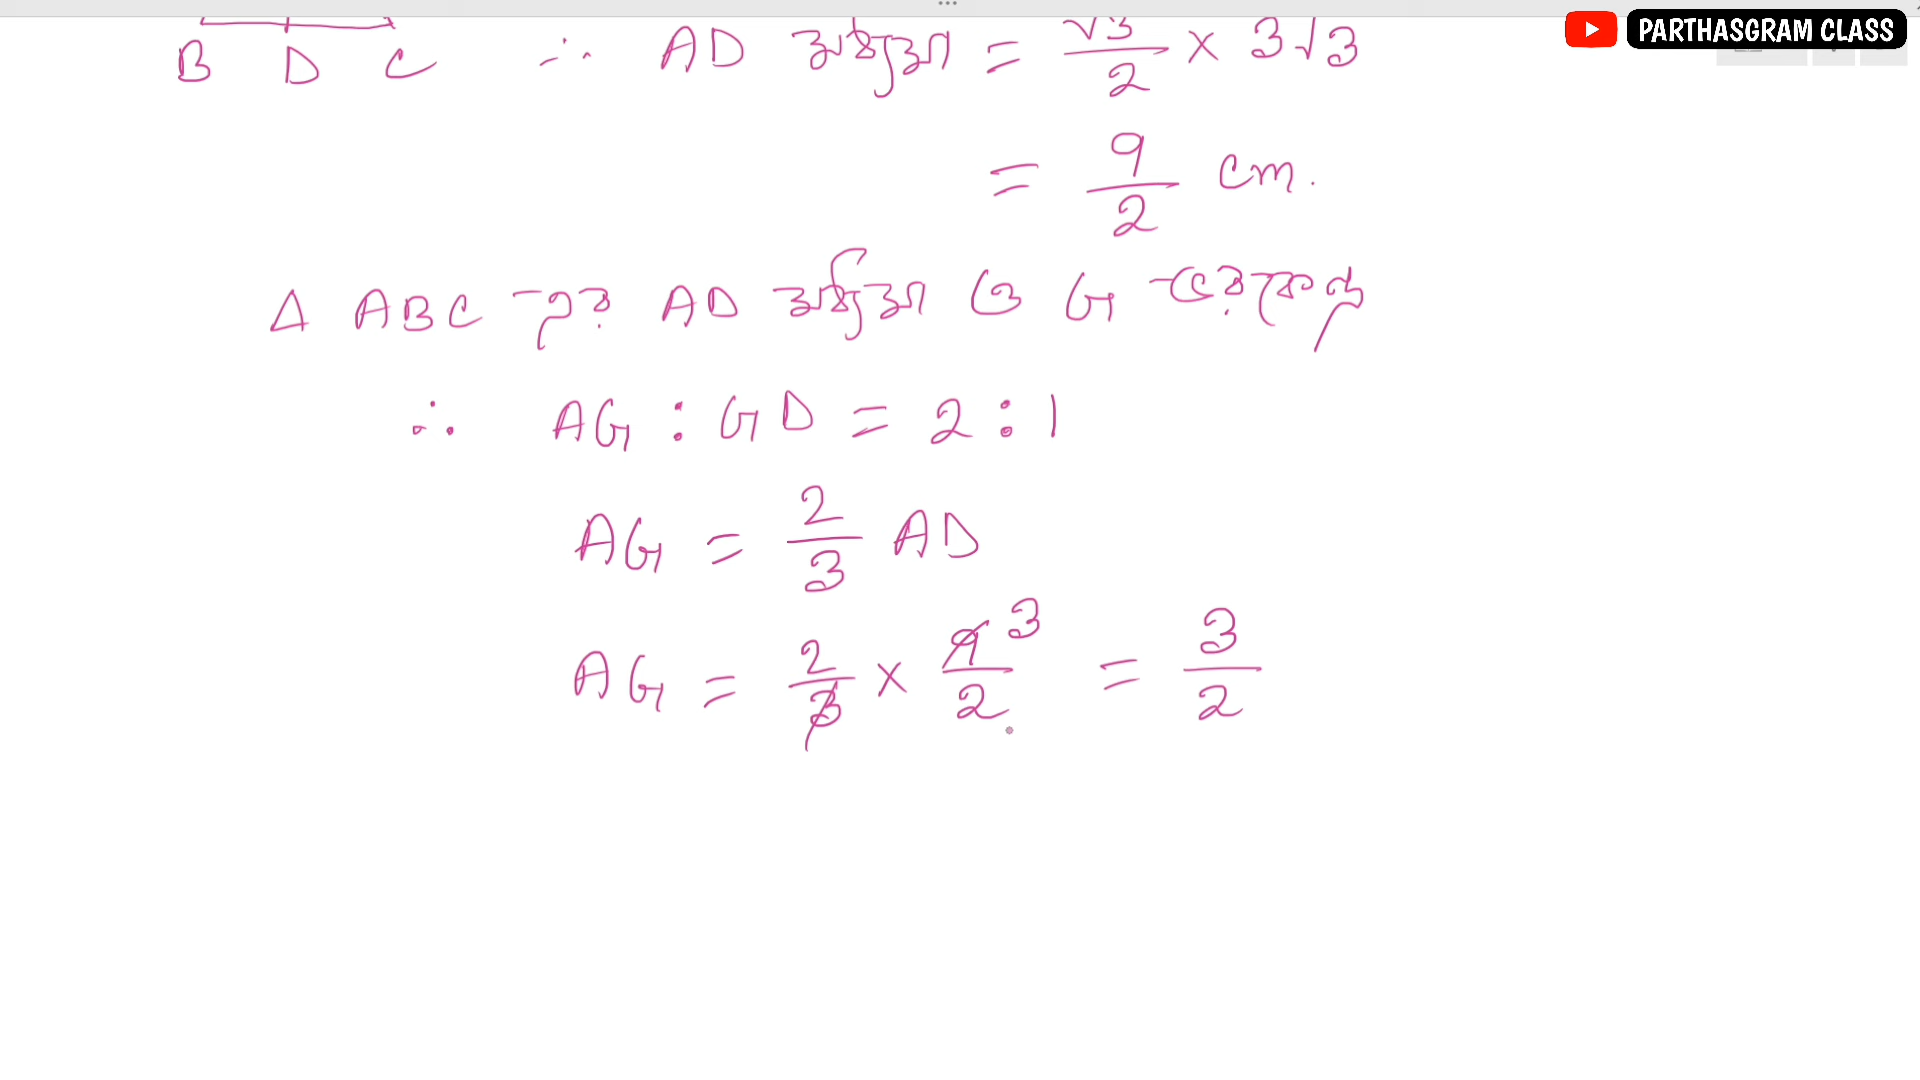 PARTHASGRAM CLASS
B D C ∴ AD মধ্যমা = √3/2 × 3√3
= 9/2 cm.
Δ ABC এর AD মধ্যমা ও G ভরকেন্দ্র
∴ AG : GD = 2 : 1
AG = 2/3 AD
AG = 2/3 × 9/2 3 = 3/2